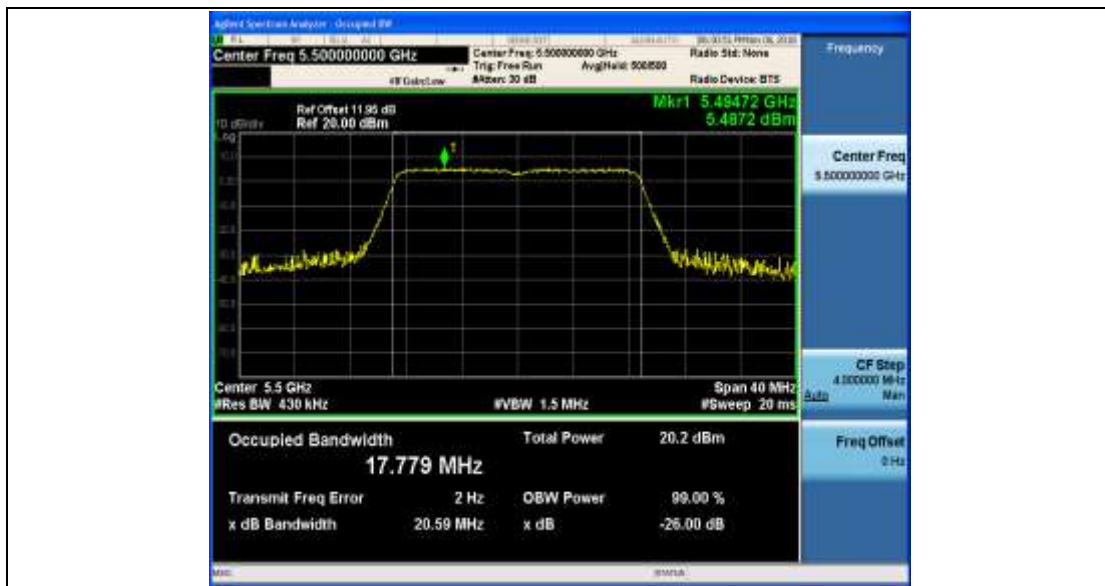 Agilent Spectrum Analyzer - Occupied BW
Center Freq 5.500000000 GHz
Center Freq: 5.500000000 GHz
Radio Std: None
Trig: Free Run
Avg|Hold: 500/500
#IFGain:Low
#Atten: 30 dB
Radio Device: BTS
Frequency
Ref Offset 11.95 dB
Mkr1 5.49472 GHz
10 dB/div
Ref 20.00 dBm
5.4872 dBm
Log
1
Center Freq
5.500000000 GHz
Center 5.5 GHz
Span 40 MHz
#Res BW 430 kHz
#VBW 1.5 MHz
#Sweep 20 ms
CF Step
4.000000 MHz
Auto
Man
Occupied Bandwidth
Total Power
20.2 dBm
17.779 MHz
Freq Offset
0 Hz
Transmit Freq Error
2 Hz
OBW Power
99.00 %
x dB Bandwidth
20.59 MHz
x dB
-26.00 dB
MSG
STATUS